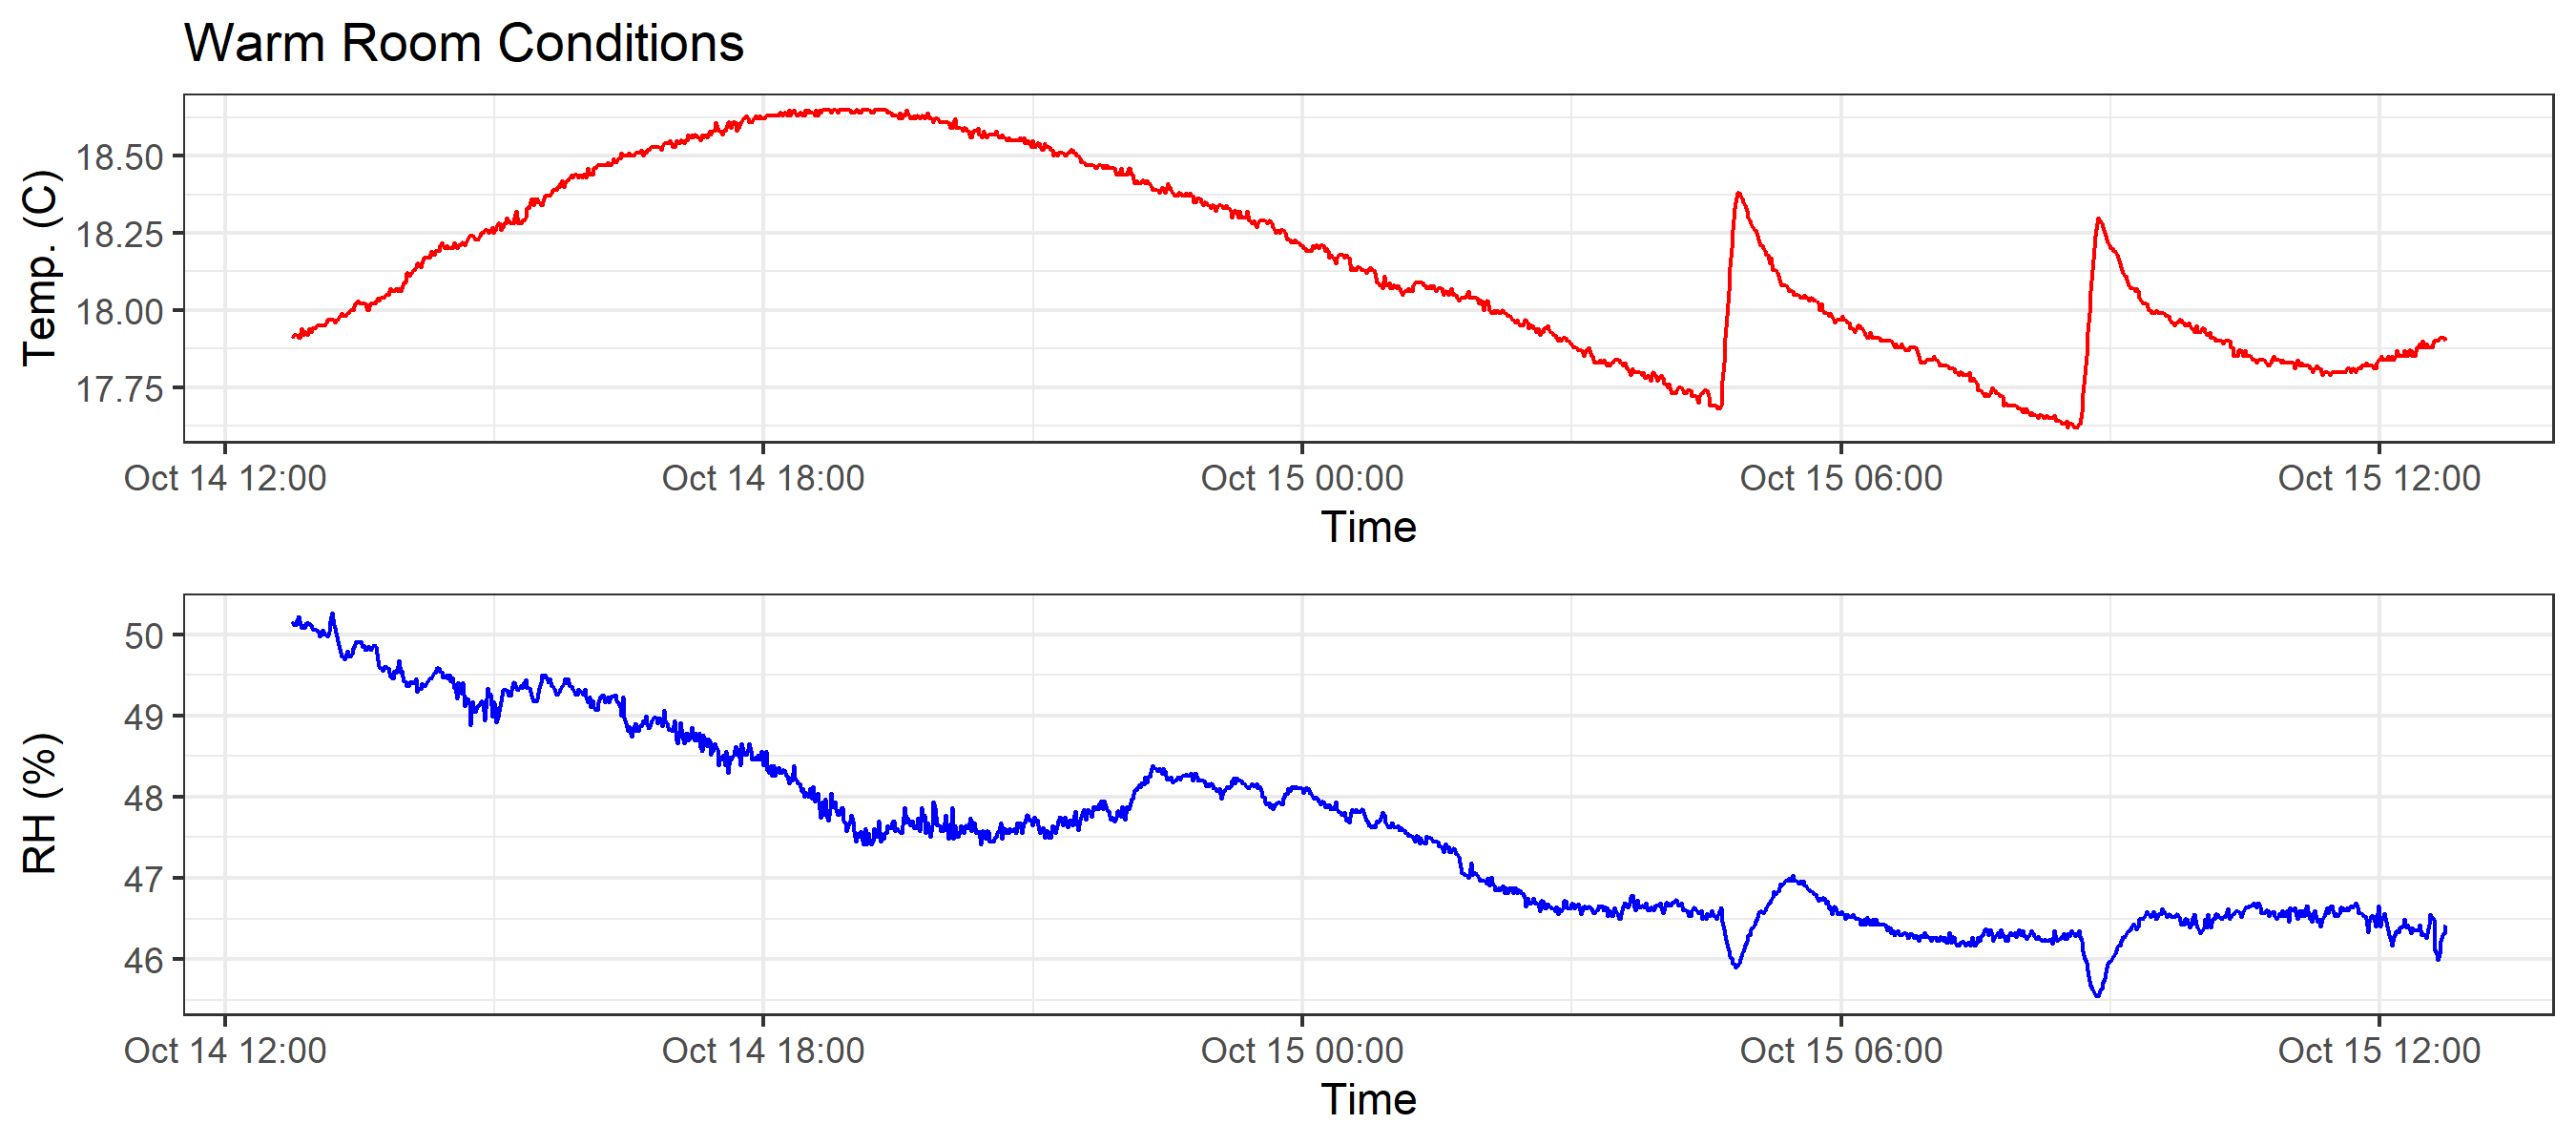 Warm Room Conditions
Temp. (C)
18.50
18.25
18.00
17.75
Oct 14 12:00 Oct 14 18:00 Oct 15 00:00 Oct 15 06:00 Oct 15 12:00
Time
RH (%)
50
49
48
47
46
Oct 14 12:00 Oct 14 18:00 Oct 15 00:00 Oct 15 06:00 Oct 15 12:00
Time